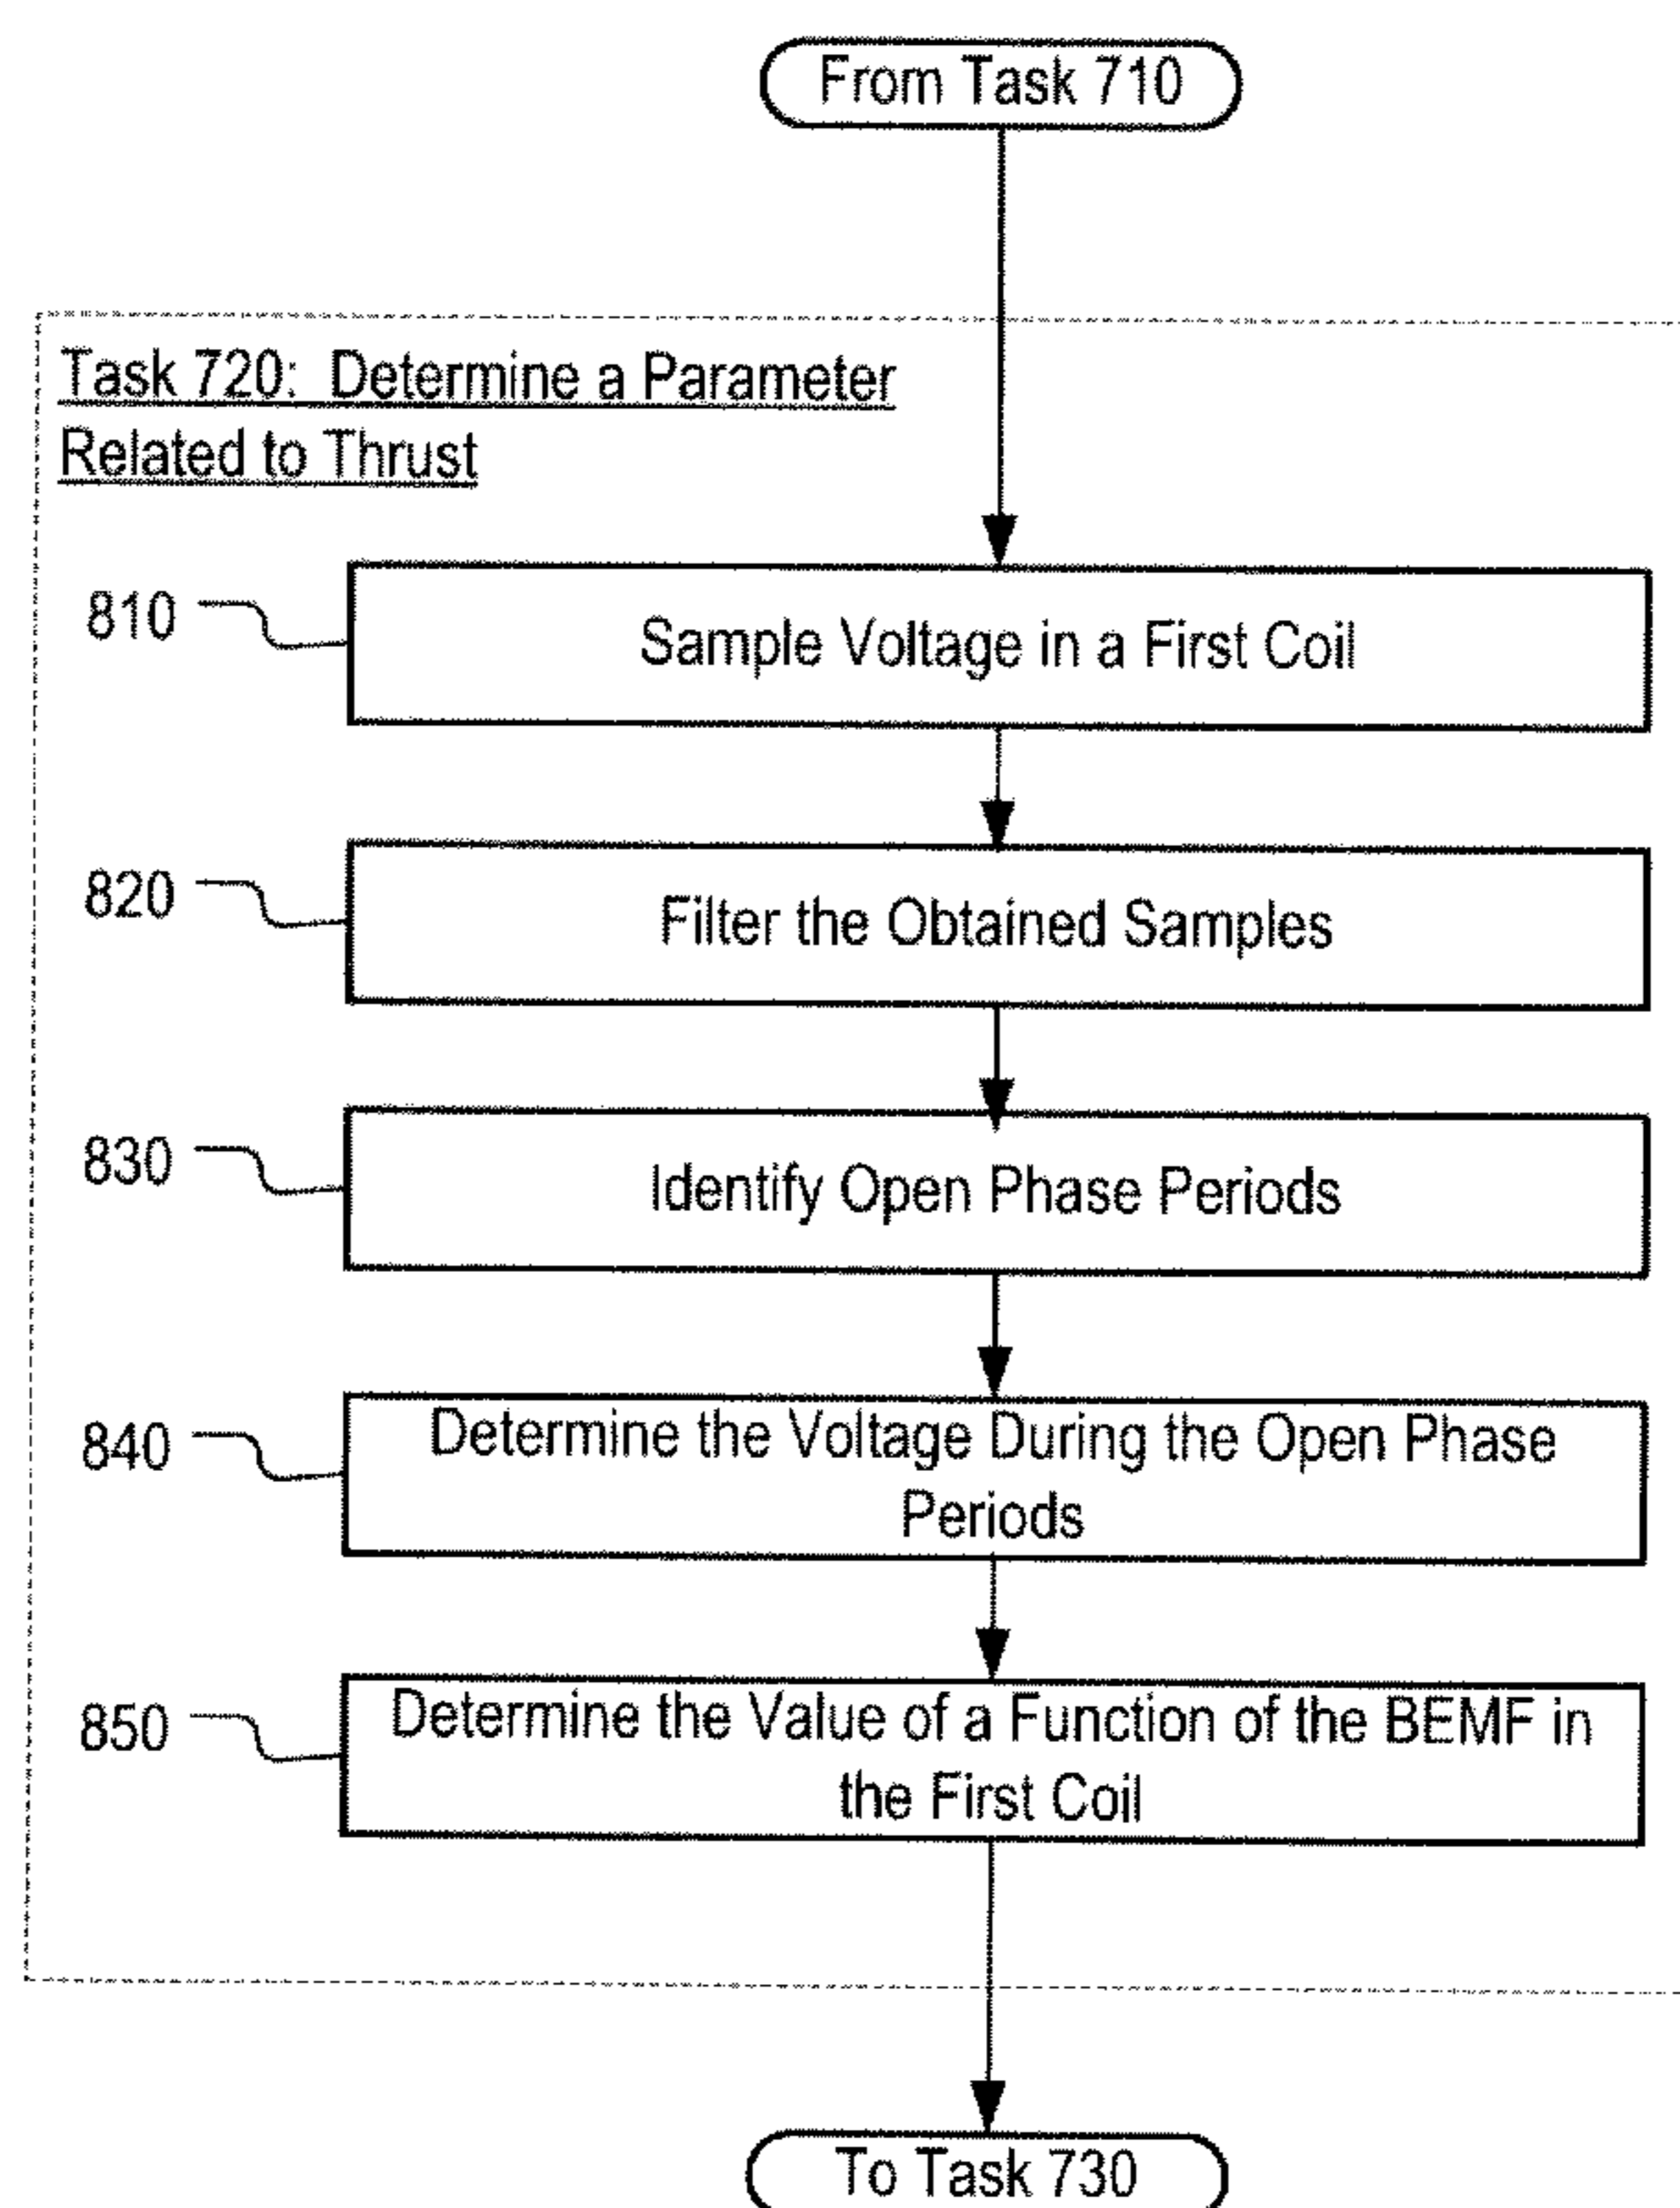 From Task 710
Task 720: Determine a Parameter
Related to Thrust
810
Sample Voltage in a First Coil
820
Filter the Obtained Samples
830
Identify Open Phase Periods
840
Determine the Voltage During the Open Phase
Periods
850
Determine the Value of a Function of the BEMF in
the First Coil
To Task 730